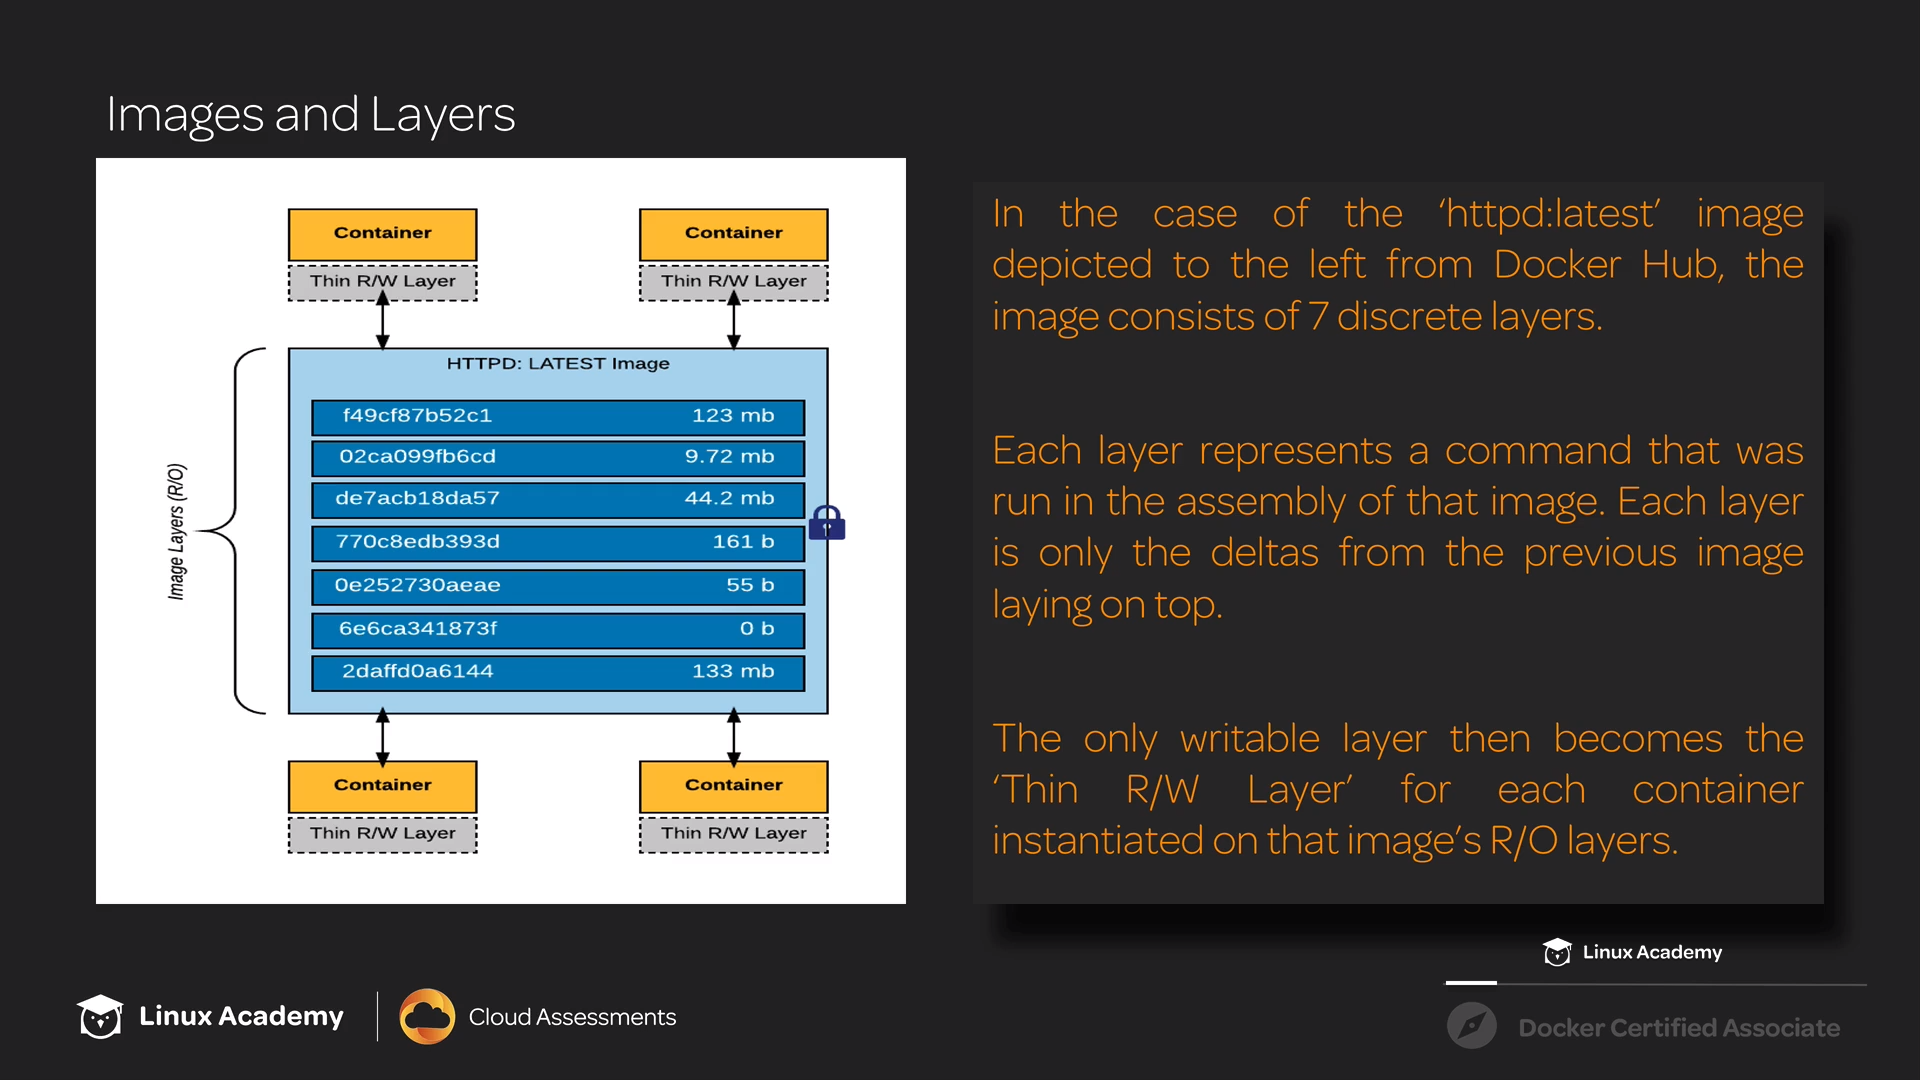 Images and Layers
Container
Container
Thin R/W Layer
Thin R/W Layer
Image Layers (R/O)
HTTPD: LATEST Image
f49cf87b52c1 123 mb
02ca099fb6cd 9.72 mb
de7acb18da57 44.2 mb
770c8edb393d 161 b
0e252730aeae 55 b
6e6ca341873f 0 b
2daffd0a6144 133 mb
Container
Container
Thin R/W Layer
Thin R/W Layer
In the case of the ‘httpd:latest’ image
depicted to the left from Docker Hub, the
image consists of 7 discrete layers.
Each layer represents a command that was
run in the assembly of that image. Each layer
is only the deltas from the previous image
laying on top.
The only writable layer then becomes the
‘Thin R/W Layer’ for each container
instantiated on that image’s R/O layers.
Linux Academy
Linux Academy
Cloud Assessments
Docker Certified Associate